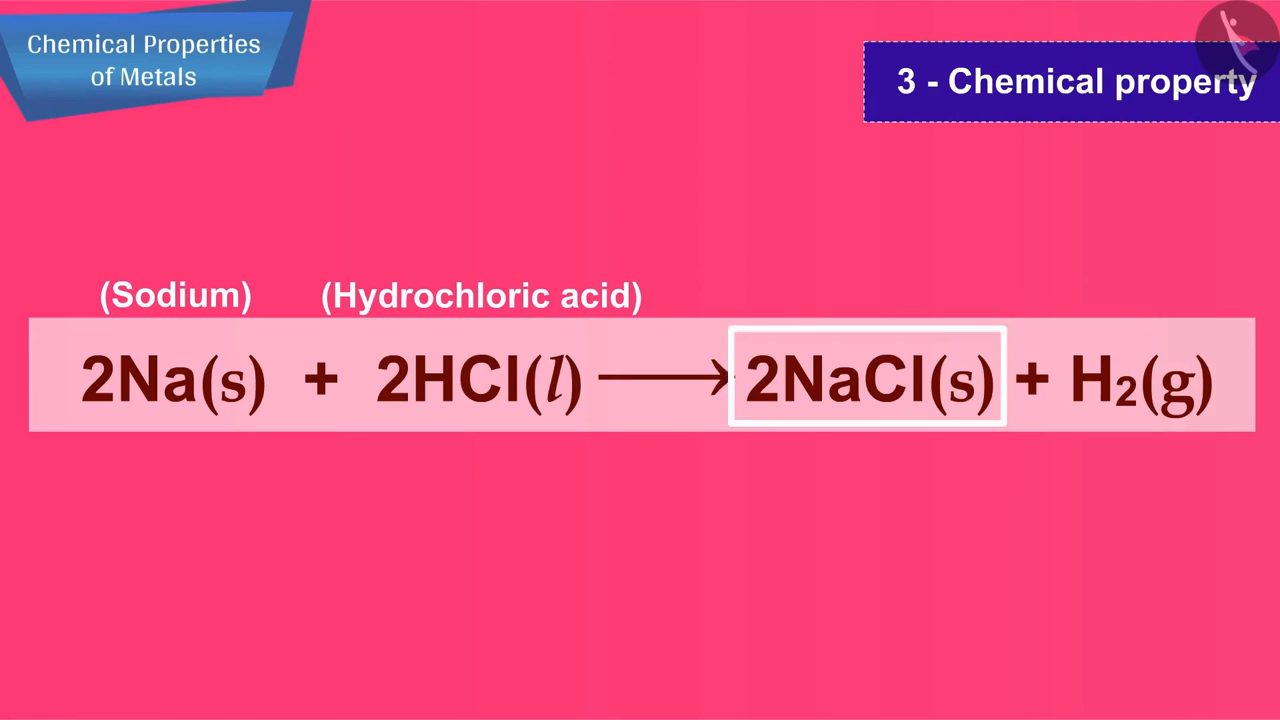 Chemical Properties
of Metals
3 - Chemical property
(Sodium) (Hydrochloric acid)
2Na(s) + 2HCl(l) ⟶ 2NaCl(s) + H₂(g)